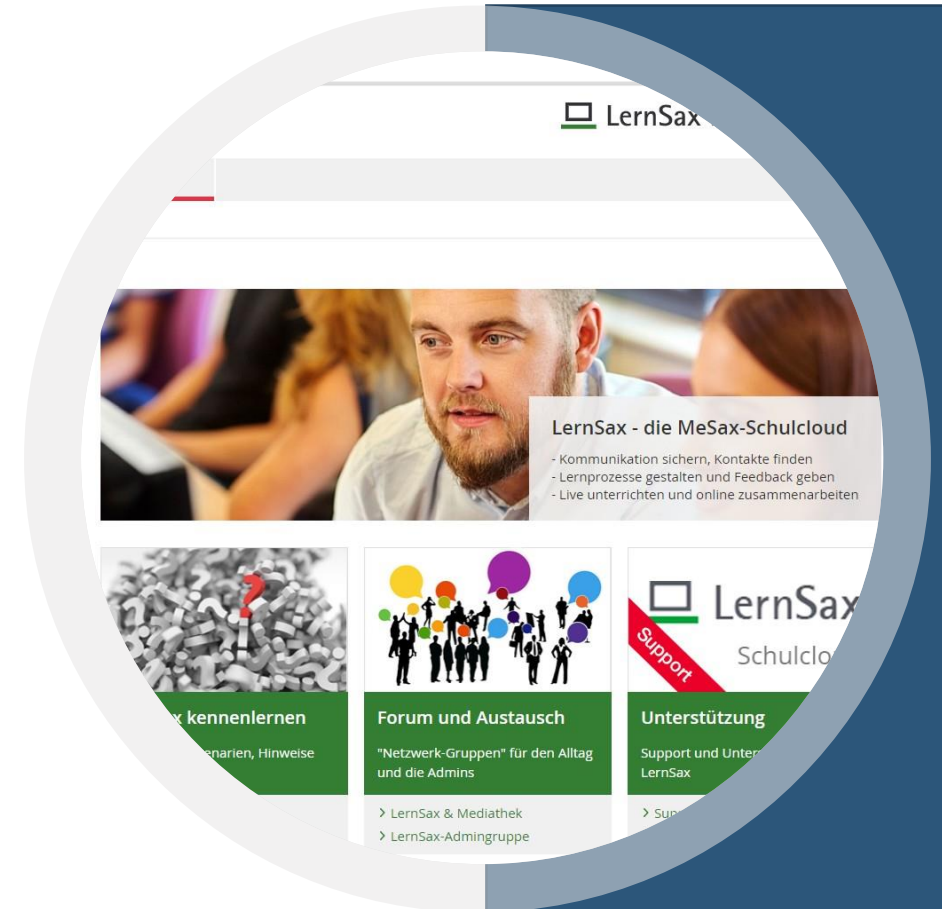 LernSax
LernSax - die MeSax-Schulcloud
- Kommunikation sichern, Kontakte finden
- Lernprozesse gestalten und Feedback geben
- Live unterrichten und online zusammenarbeiten
?
LernSax
Support
kennenlernen
Hinweise
Forum und Austausch
"Netzwerk-Gruppen" für den Alltag
und die Admins
> LernSax & Mediathek
> LernSax-Admingruppe
Unterstützung
Support und
LernSax